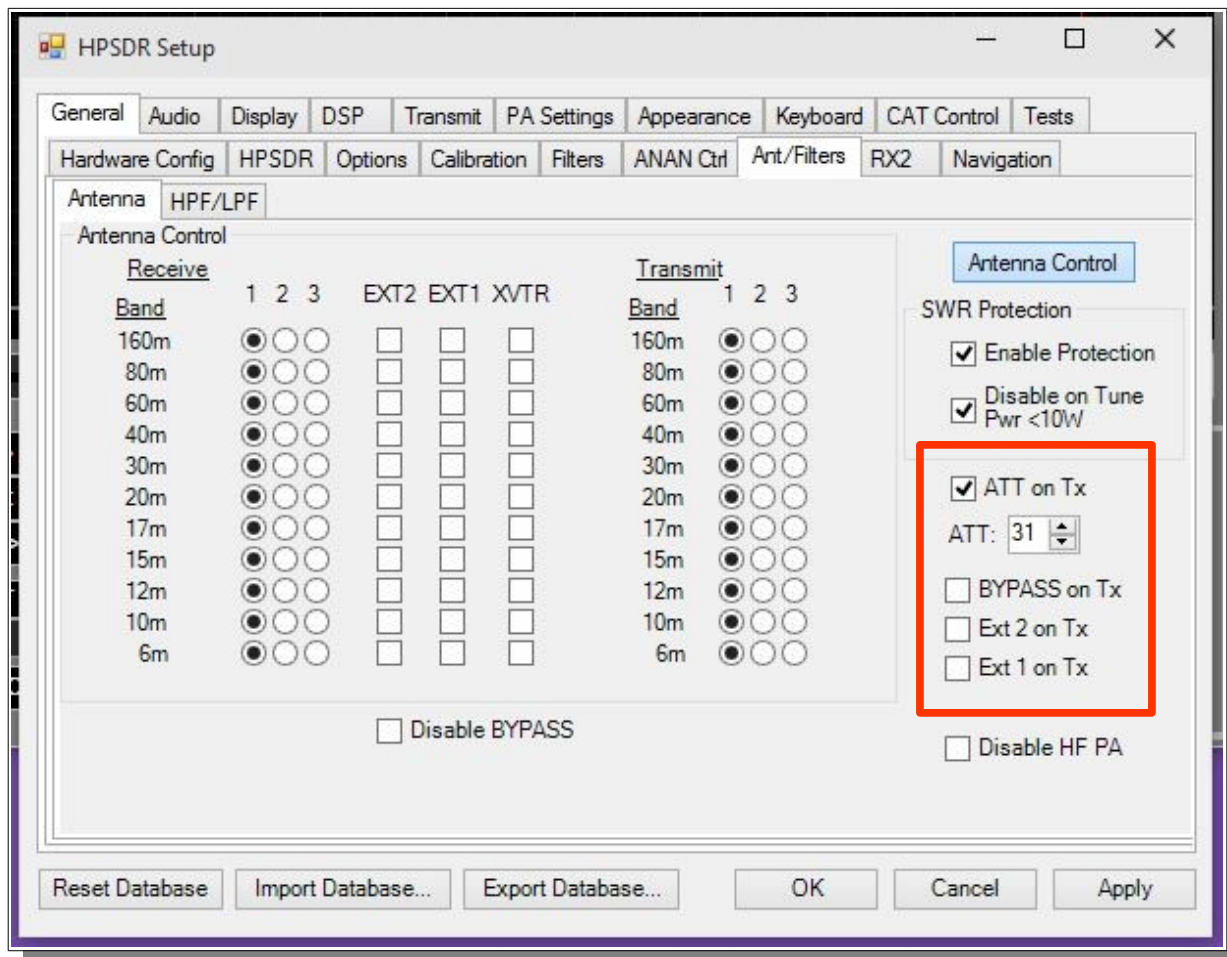 HPSDR Setup
General Audio Display DSP Transmit PA Settings Appearance Keyboard CAT Control Tests
Hardware Config HPSDR Options Calibration Filters ANAN Ctrl Ant/Filters RX2 Navigation
Antenna HPF/LPF
Antenna Control
Receive
Band 1 2 3 EXT2 EXT1 XVTR
160m
80m
60m
40m
30m
20m
17m
15m
12m
10m
6m
Disable BYPASS
Transmit
Band 1 2 3
160m
80m
60m
40m
30m
20m
17m
15m
12m
10m
6m
Antenna Control
SWR Protection
Enable Protection
Disable on Tune
Pwr <10W
ATT on Tx
ATT: 31
BYPASS on Tx
Ext 2 on Tx
Ext 1 on Tx
Disable HF PA
Reset Database Import Database... Export Database... OK Cancel Apply